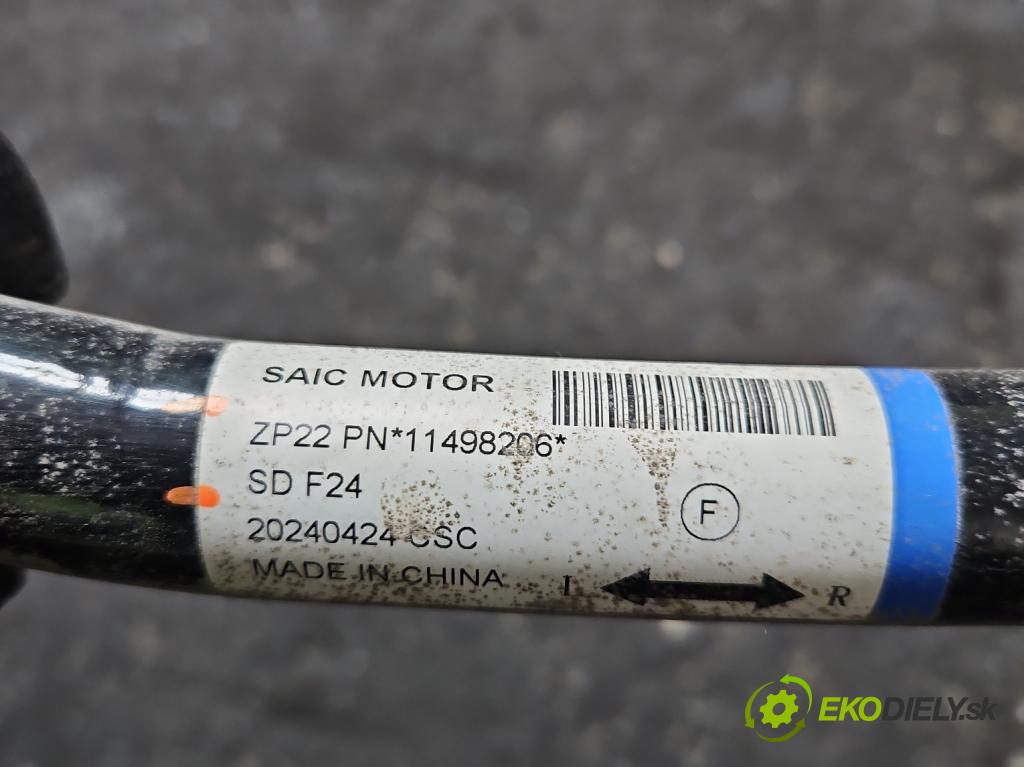 SAIC MOTOR
ZP22 PN*11498206*
SD F24
20240424 CSC
F
MADE IN CHINA
R
EKODIELY.sk